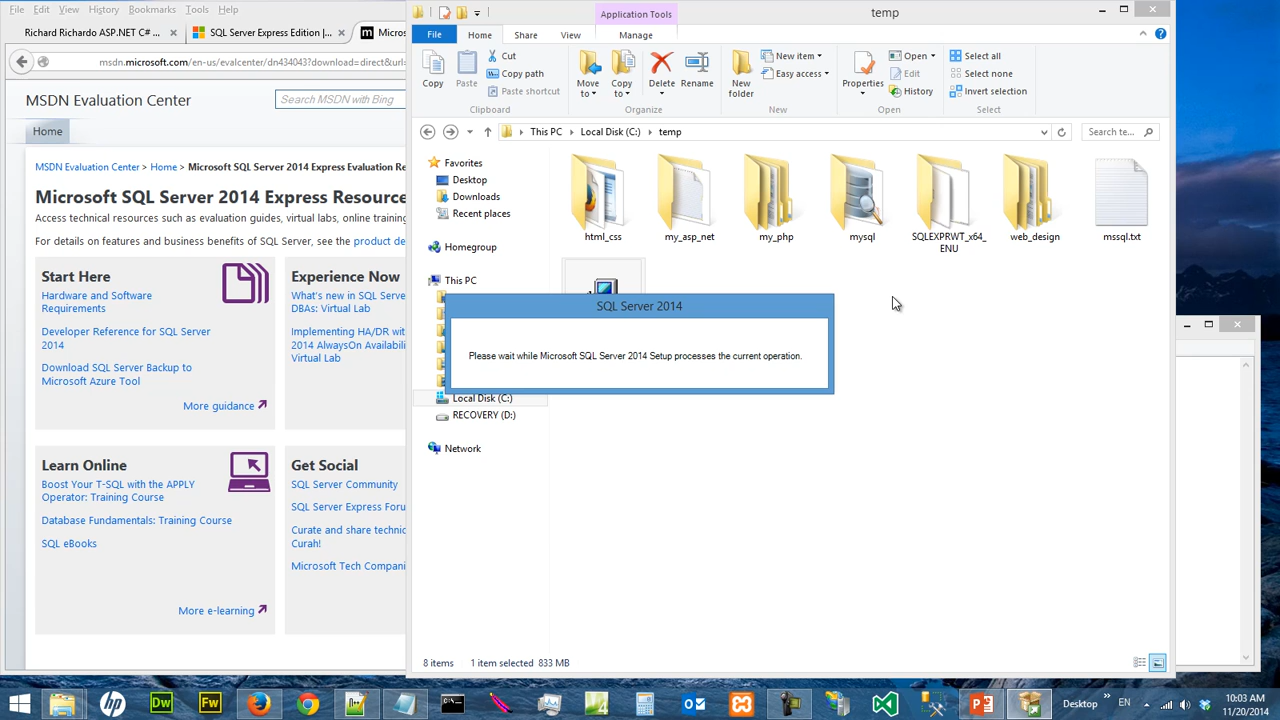 File Edit View History Bookmarks Tools Help
Richard Richardo ASP.NET C# ...
SQL Server Express Edition |...
Micros
msdn.microsoft.com/en-us/evalcenter/dn434043?download=direct&urls
MSDN Evaluation Center
Search MSDN with Bing
Home
MSDN Evaluation Center > Home > Microsoft SQL Server 2014 Express Evaluation Re
Microsoft SQL Server 2014 Express Resourc
Access technical resources such as evaluation guides, virtual labs, online training
For details on features and business benefits of SQL Server, see the product de
Start Here
Hardware and Software
Requirements
Developer Reference for SQL Server
2014
Download SQL Server Backup to
Microsoft Azure Tool
More guidance
Experience Now
What's new in SQL Serve
DBAs: Virtual Lab
Implementing HA/DR wit
2014 AlwaysOn Availabili
Virtual Lab
Learn Online
Boost Your T-SQL with the APPLY
Operator: Training Course
Database Fundamentals: Training Course
SQL eBooks
More e-learning
Get Social
SQL Server Community
SQL Server Express Foru
Curate and share technic
Curah!
Microsoft Tech Compani
Application Tools
temp
File Home Share View Manage
Copy
Paste
Cut
Copy path
Paste shortcut
Clipboard
Move
to
Copy
to
Delete
Rename
Organize
New
folder
New item
Easy access
New
Properties
Open
Edit
History
Open
Select all
Select none
Invert selection
Select
This PC Local Disk (C:) temp
Search te...
Favorites
Desktop
Downloads
Recent places
Homegroup
This PC
Local Disk (C:)
RECOVERY (D:)
Network
html_css
my_asp_net
my_php
mysql
SQLEXPRWT_x64_
ENU
web_design
mssql.txt
SQL Server 2014
Please wait while Microsoft SQL Server 2014 Setup processes the current operation.
8 items 1 item selected 833 MB
hp
Dw
Fw
Desktop
EN
10:03 AM
11/20/2014